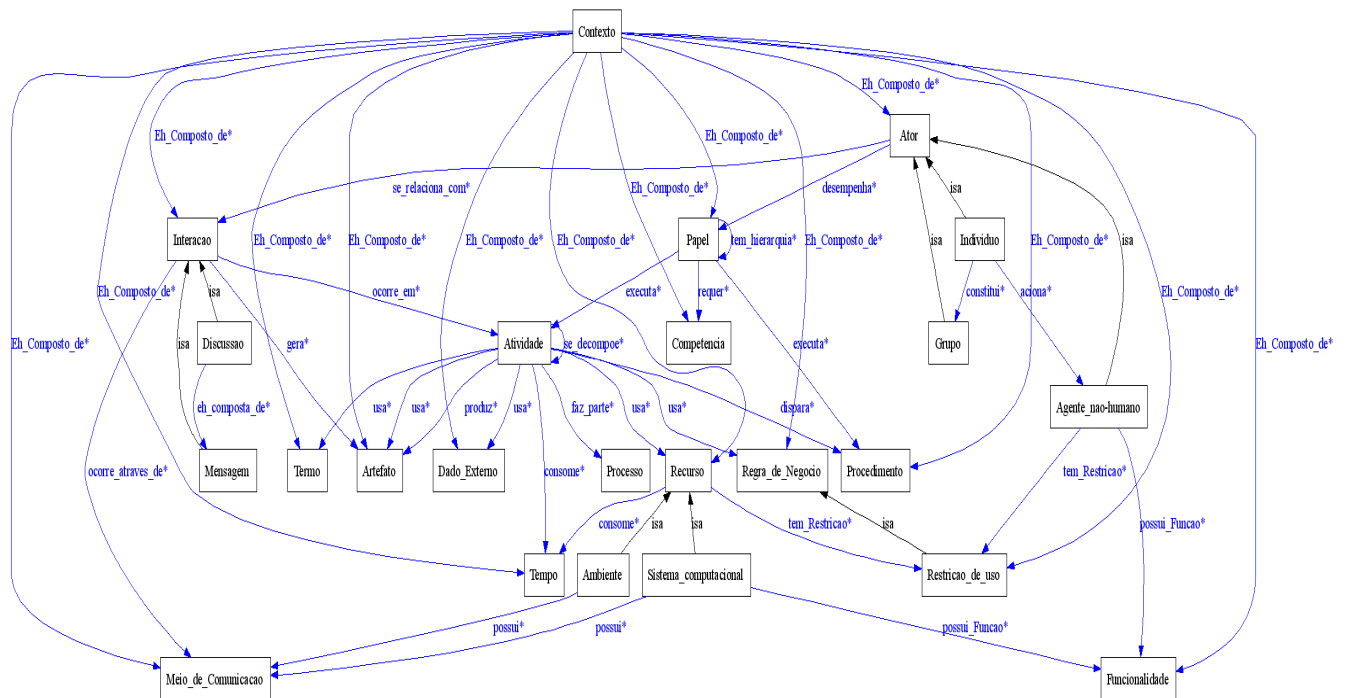 Contexto
Eh_Composto_de*
Ator
Eh_Composto_de*
Eh_Composto_de*
se_relaciona_com*
Eh_Composto_de*
desempenha*
isa
isa
Interacao
Papel
tem_hierarquia*
isa
Individuo
Eh_Composto_de*
Eh_Composto_de*
Eh_Composto_de*
Eh_Composto_de*
Eh_Composto_de*
Eh_Composto_de*
Eh_Composto_de*
ocorre_em*
executa*
requer*
constitui*
aciona*
Eh_Composto_de*
Eh_Composto_de*
isa
Discussao
gera*
Atividade
se_decompoe*
Competencia
executa*
Grupo
Eh_Composto_de*
Eh_Composto_de*
isa
eh_composta_de*
usa*
usa*
produz*
usa*
faz_parte*
usa*
usa*
dispara*
Agente_nao-humano
ocorre_atraves_de*
Mensagem
Termo
Artefato
Dado_Externo
consome*
Processo
Recurso
Regra_de_Negocio
Procedimento
tem_Restricao*
consome*
isa
isa
tem_Restricao*
isa
possui_Funcao*
Tempo
Ambiente
Sistema_computacional
Restricao_de_uso
possui*
possui*
possui_Funcao*
Meio_de_Comunicacao
Funcionalidade